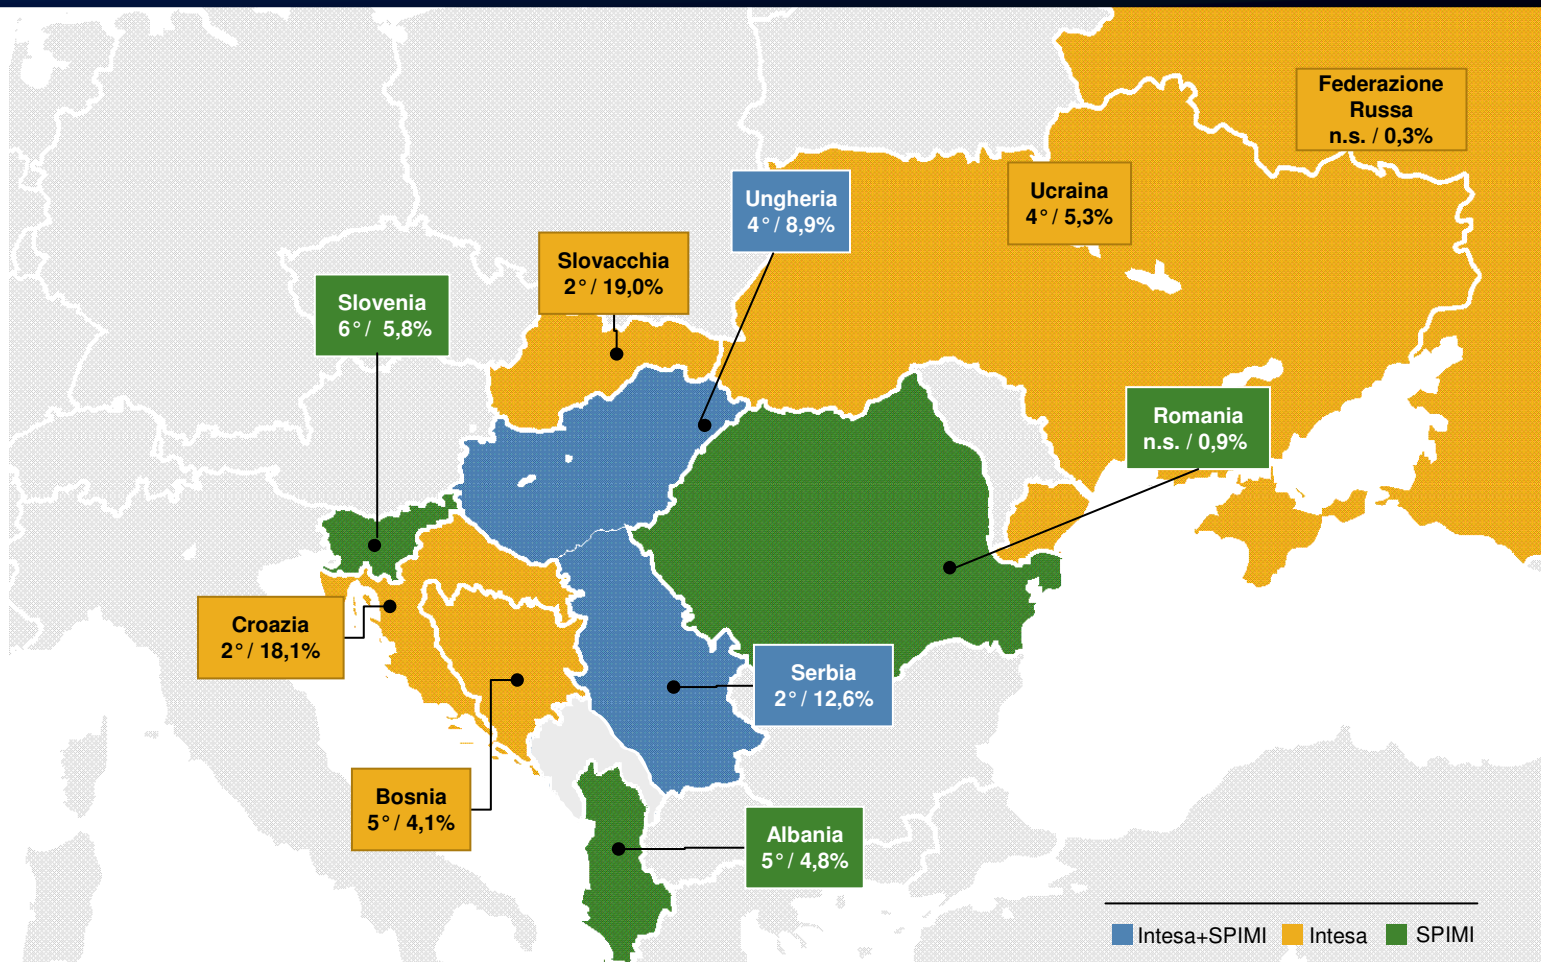 Federazione
Russa
n.s. / 0,3%
Ucraina
4° / 5,3%
Ungheria
4° / 8,9%
Slovacchia
2° / 19,0%
Slovenia
6° / 5,8%
Romania
n.s. / 0,9%
Croazia
2° / 18,1%
Serbia
2° / 12,6%
Bosnia
5° / 4,1%
Albania
5° / 4,8%
Intesa+SPIMI
Intesa
SPIMI